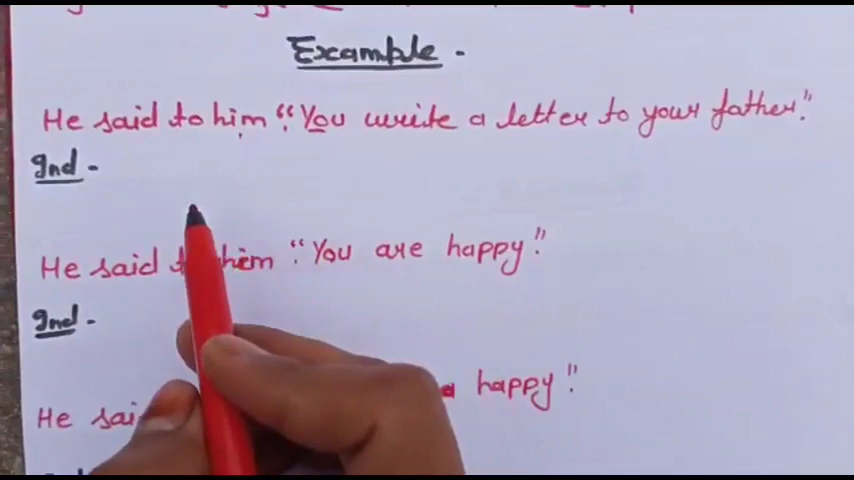 Example -
He said to him, "You write a letter to your father."
Ind -
He said to him "You are happy."
Ind -
He happy."